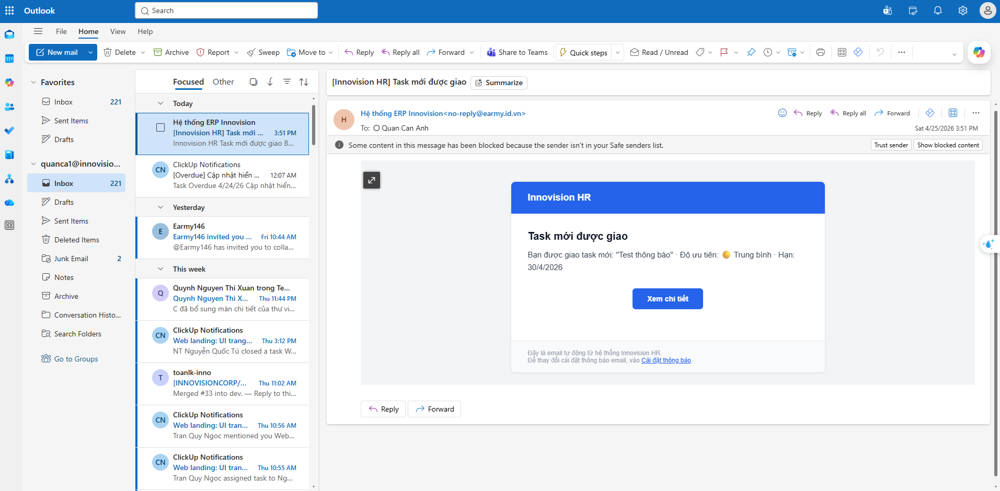 Outlook
Search
File Home View Help
New mail Delete Archive Report Sweep Move to Reply Reply all Forward Share to Teams Quick steps Read / Unread
Favorites
Inbox 221
Sent Items
Drafts
quanca1@innovisio...
Inbox 221
Drafts
Sent Items
Deleted Items
Junk Email 2
Notes
Archive
Conversation Histo...
Search Folders
Go to Groups
Focused Other
Today
Hệ thống ERP Innovision
[Innovision HR] Task mới ... 3:51 PM
Innovision HR Task mới được giao B...
CN
ClickUp Notifications
[Overdue] Cập nhật hiển ... 12:07 AM
Task Overdue 4/24/26 Cập nhật hiển...
Yesterday
E
Earmy146
Earmy146 invited you ... Fri 10:44 AM
@Earmy146 has invited you to colla...
This week
Q
Quynh Nguyen Thi Xuan trong Te...
Quynh Nguyen Thi X... Thu 11:44 PM
C đã bổ sung màn chi tiết của thư vi...
CN
ClickUp Notifications
Web landing: UI trang... Thu 3:12 PM
NT Nguyễn Quốc Tú closed a task W...
T
toanlk-inno
[INNOVISIONCORP/... Thu 11:02 AM
Merged #33 into dev. — Reply to thi...
CN
ClickUp Notifications
Web landing: UI tran... Thu 10:56 AM
Tran Quy Ngoc mentioned you Web...
CN
ClickUp Notifications
Web landing: UI tran... Thu 10:55 AM
Tran Quy Ngoc assigned task to Ng...
[Innovision HR] Task mới được giao Summarize
H
Hệ thống ERP Innovision<no-reply@earmy.id.vn>
Reply Reply all Forward
To: Quan Can Anh
Sat 4/25/2026 3:51 PM
Some content in this message has been blocked because the sender isn't in your Safe senders list.
Trust sender Show blocked content
Innovision HR
Task mới được giao
Bạn được giao task mới: "Test thông báo" · Độ ưu tiên: 🟡 Trung bình · Hạn:
30/4/2026
Xem chi tiết
Đây là email tự động từ hệ thống Innovision HR.
Để thay đổi cài đặt thông báo email, vào Cài đặt thông báo.
Reply Forward